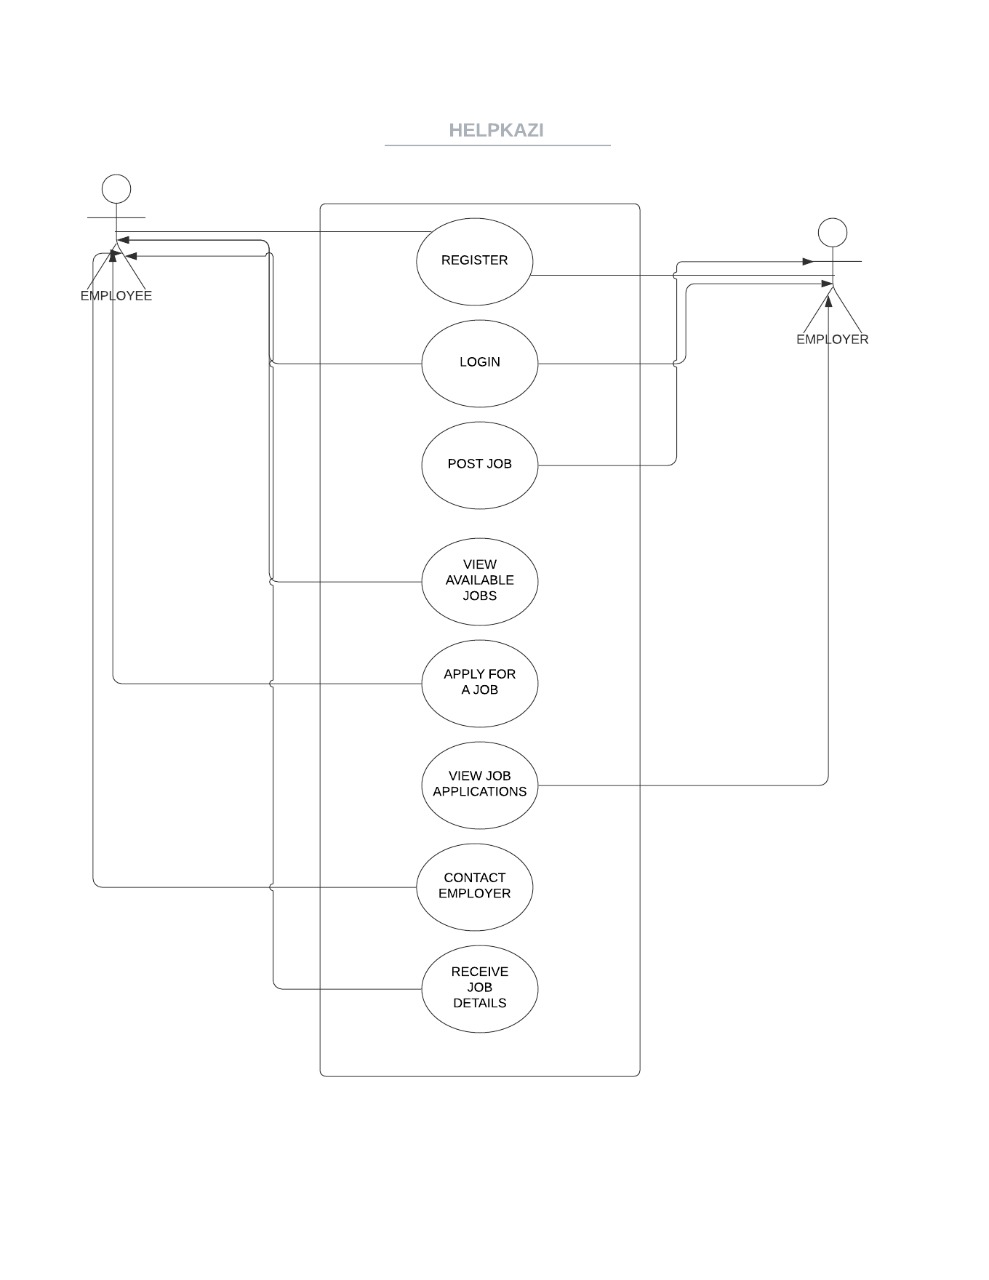 HELPKAZI
EMPLOYEE
EMPLOYER
REGISTER
LOGIN
POST JOB
VIEW
AVAILABLE
JOBS
APPLY FOR
A JOB
VIEW JOB
APPLICATIONS
CONTACT
EMPLOYER
RECEIVE
JOB
DETAILS